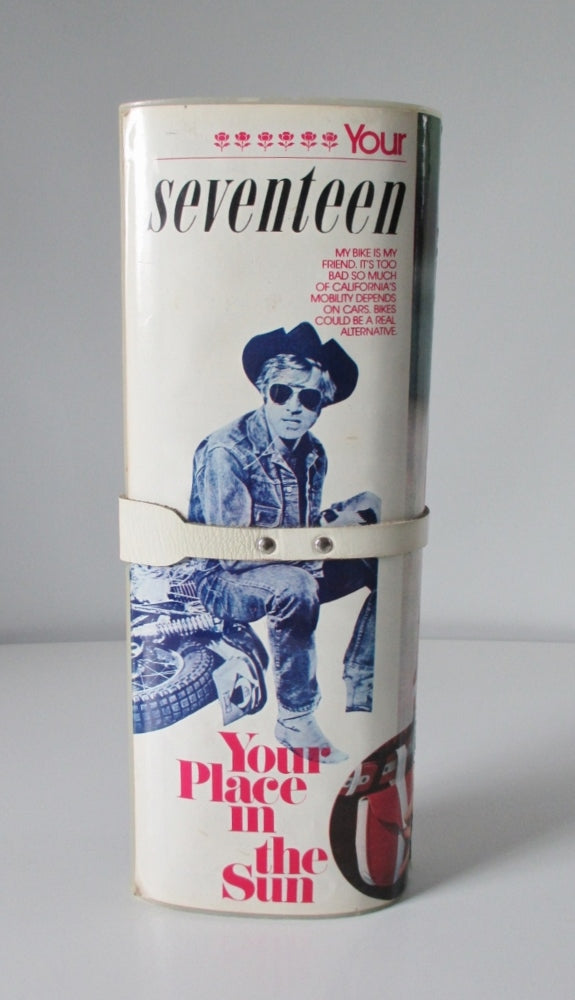 Your
seventeen
MY BIKE IS MY
FRIEND. IT'S TOO
BAD SO MUCH
OF CALIFORNIA'S
MOBILITY DEPENDS
ON CARS. BIKES
COULD BE A REAL
ALTERNATIVE.
Your
Place
in
the
Sun